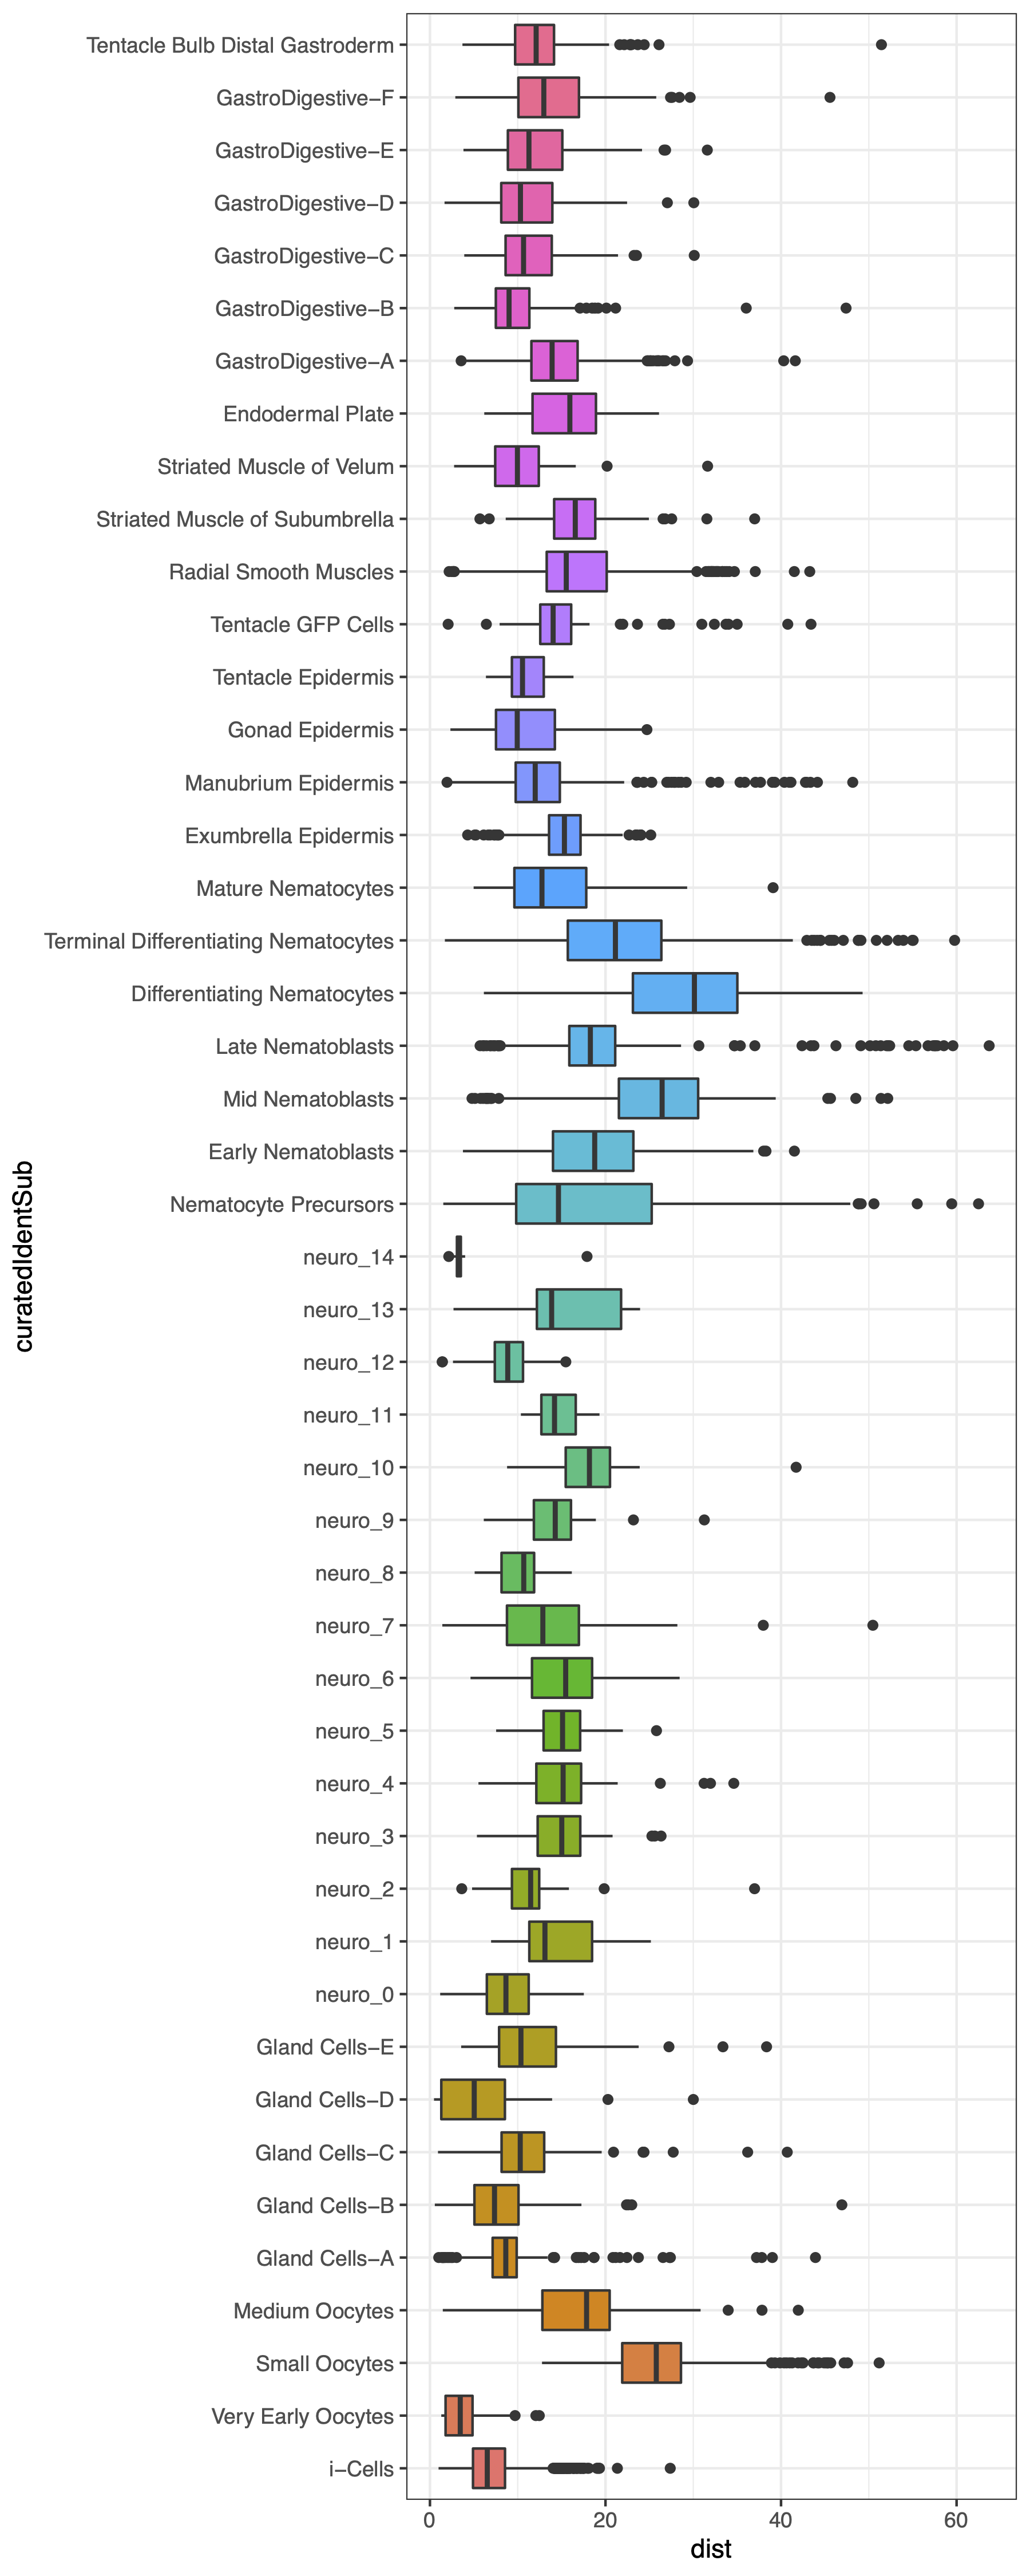 Tentacle Bulb Distal Gastroderm
GastroDigestive−F
GastroDigestive−E
GastroDigestive−D
GastroDigestive−C
GastroDigestive−B
GastroDigestive−A
Endodermal Plate
Striated Muscle of Velum
Striated Muscle of Subumbrella
Radial Smooth Muscles
Tentacle GFP Cells
Tentacle Epidermis
Gonad Epidermis
Manubrium Epidermis
Exumbrella Epidermis
Mature Nematocytes
Terminal Differentiating Nematocytes
Differentiating Nematocytes
Late Nematoblasts
Mid Nematoblasts
Early Nematoblasts
Nematocyte Precursors
neuro_14
neuro_13
neuro_12
neuro_11
neuro_10
neuro_9
neuro_8
neuro_7
neuro_6
neuro_5
neuro_4
neuro_3
neuro_2
neuro_1
neuro_0
Gland Cells−E
Gland Cells−D
Gland Cells−C
Gland Cells−B
Gland Cells−A
Medium Oocytes
Small Oocytes
Very Early Oocytes
i−Cells
curatedIdentSub
0 20 40 60
dist